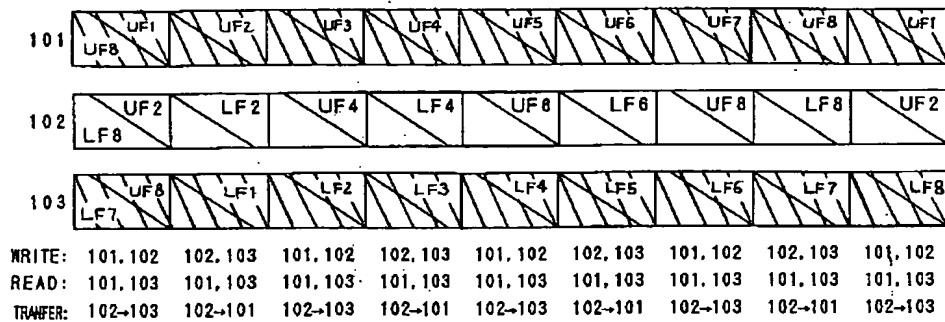 UF1 UF2 UF3 UF4 UF5 UF6 UF7 UF8 UF1
101 UF8
UF2 LF2 UF4 LF4 UF6 LF6 UF8 LF8 UF2
102 LF8
UF8 LF1 LF2 LF3 LF4 LF5 LF6 LF7 LF8
103 LF7
WRITE: 101.102 102.103 101.102 102.103 101.102 102.103 101.102 102.103 101.102
READ: 101.103 101.103 101.103 101.103 101.103 101.103 101.103 101.103 101.103
TRANFER: 102→103 102→101 102→103 102→101 102→103 102→101 102→103 102→101 102→103